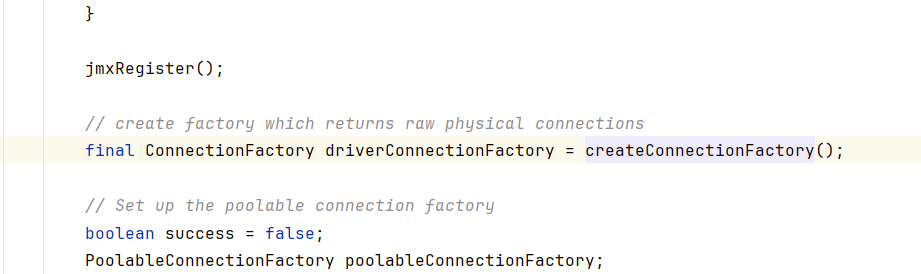 }
jmxRegister();
// create factory which returns raw physical connections
final ConnectionFactory driverConnectionFactory = createConnectionFactory();
// Set up the poolable connection factory
boolean success = false;
PoolableConnectionFactory poolableConnectionFactory;